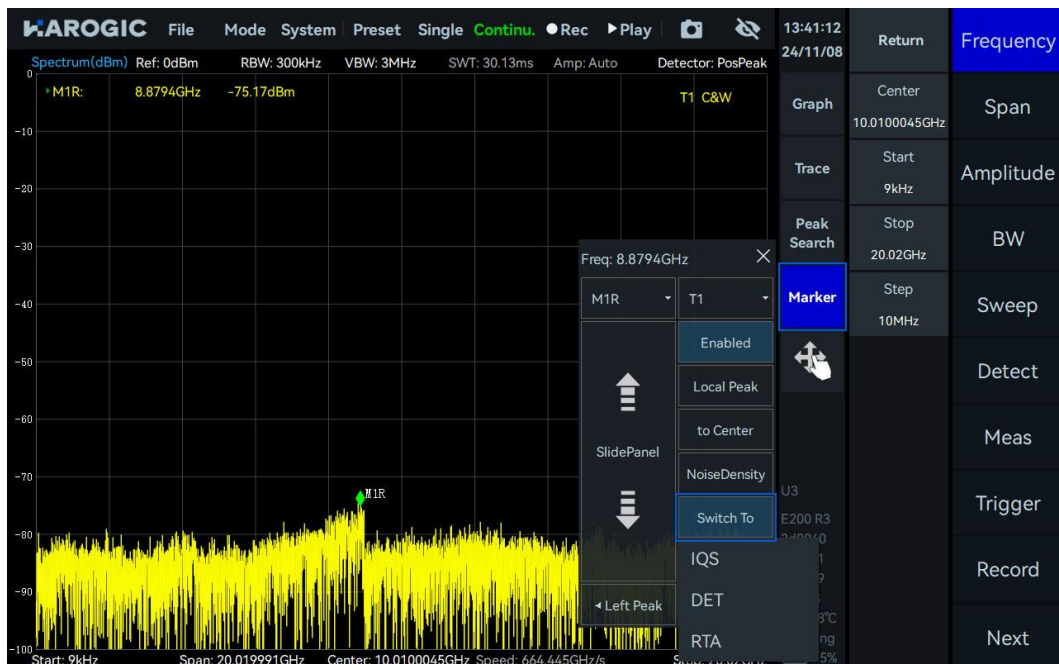 HAROGIC File Mode System Preset Single Continu. Rec Play
13:41:12
24/11/08
Spectrum(dBm) Ref: 0dBm RBW: 300kHz VBW: 3MHz SWT: 30.13ms Amp: Auto Detector: PosPeak
M1R: 8.8794GHz -75.17dBm
T1 C&W
0
-10
-20
-30
-40
-50
-60
-70
-80
-90
-100
M1R
Start: 9kHz Span: 20.019991GHz Center: 10.0100045GHz Speed: 664.445GHz/s
Freq: 8.8794GHz
M1R T1
Enabled
Local Peak
to Center
SlidePanel
NoiseDensity
Switch To
IQS
Left Peak
DET
RTA
Graph
Trace
Peak
Search
Marker
U3
E200 R3
Return
Center
10.0100045GHz
Start
9kHz
Stop
20.02GHz
Step
10MHz
Frequency
Span
Amplitude
BW
Sweep
Detect
Meas
Trigger
Record
Next